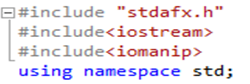 #include "stdafx.h"
#include<iostream>
#include<iomanip>
using namespace std;